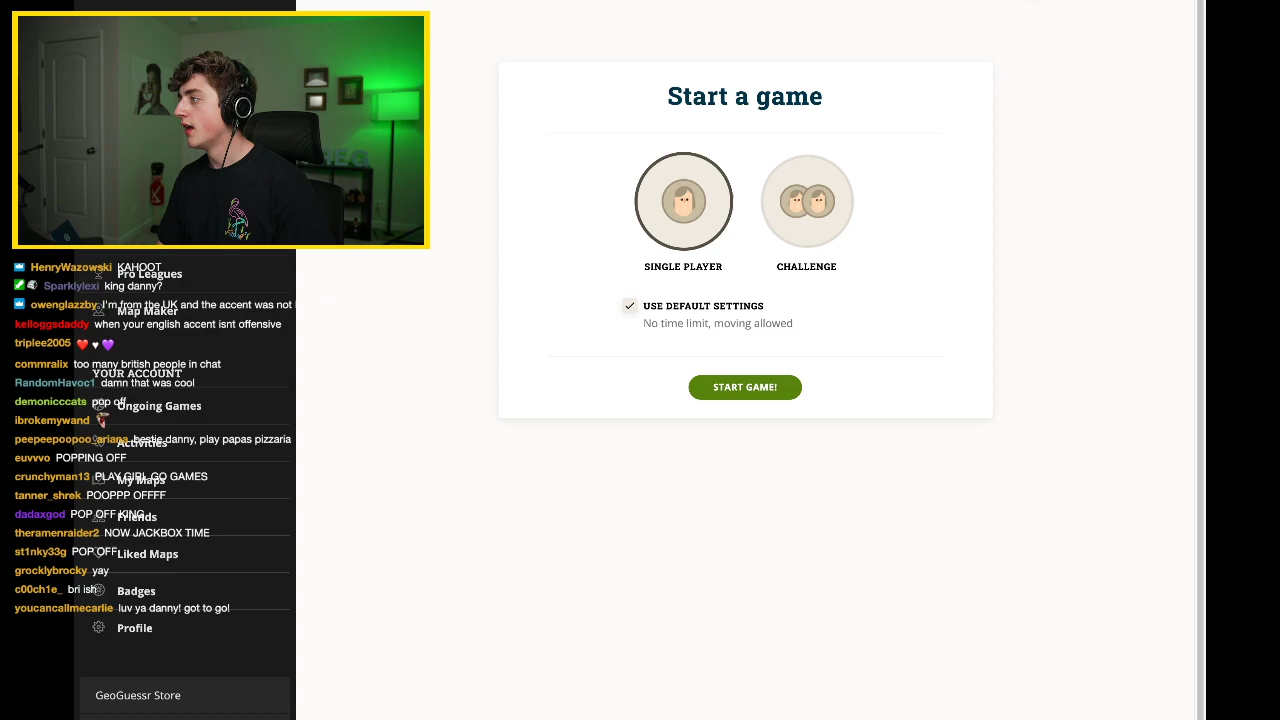 Start a game
SINGLE PLAYER
CHALLENGE
USE DEFAULT SETTINGS
No time limit, moving allowed
START GAME!
HenryWazowski KAHOOT
Pro Leagues
Sparklylexi king danny?
owenglazzby I'm from the UK and the accent was not
Map Maker
kelloggsdaddy when your english accent isnt offensive
triplee2005 ❤️ ♥ 💜
commralix too many british people in chat
YOUR ACCOUNT
RandomHavoc1 damn that was cool
demonicccats pop off
Ongoing Games
ibrokemywand
peepeepoopoo_ariana bestie danny, play papas pizzaria
Activities
euvvvo POPPING OFF
crunchyman13 PLAY GIRL GO GAMES
My Maps
tanner_shrek POOPPP OFFFF
dadaxgod POP OFF KING
Friends
theramenraider2 NOW JACKBOX TIME
st1nky33g POP OFF
Liked Maps
grocklybrocky yay
c00ch1e_ bri ish
Badges
youcancallmecarlie luv ya danny! got to go!
Profile
GeoGuessr Store